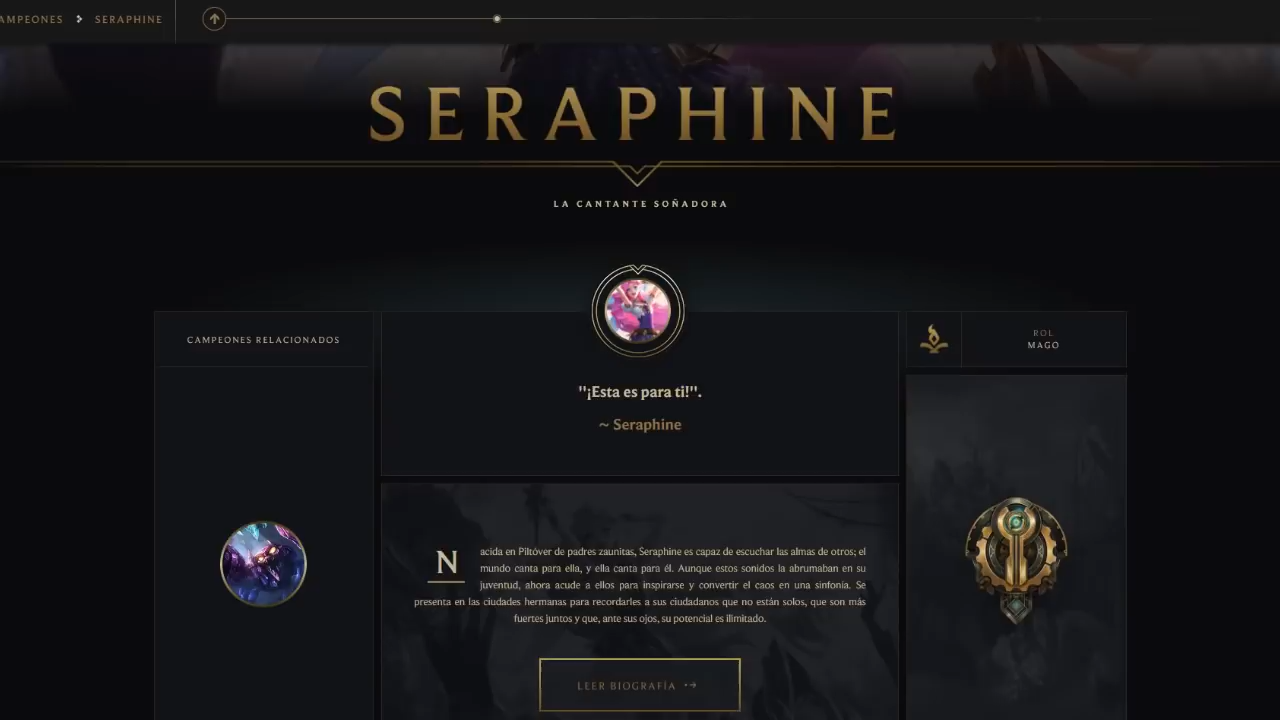 AMPEONES SERAPHINE
SERAPHINE
LA CANTANTE SOÑADORA
CAMPEONES RELACIONADOS
"¡Esta es para ti!".
~ Seraphine
ROL
MAGO
Nacida en Piltóver de padres zaunitas, Seraphine es capaz de escuchar las almas de otros; el
mundo canta para ella, y ella canta para él. Aunque estos sonidos la abrumaban en su
juventud, ahora acude a ellos para inspirarse y convertir el caos en una sinfonía. Se
presenta en las ciudades hermanas para recordarles a sus ciudadanos que no están solos, que son más
fuertes juntos y que, ante sus ojos, su potencial es ilimitado.
LEER BIOGRAFÍA